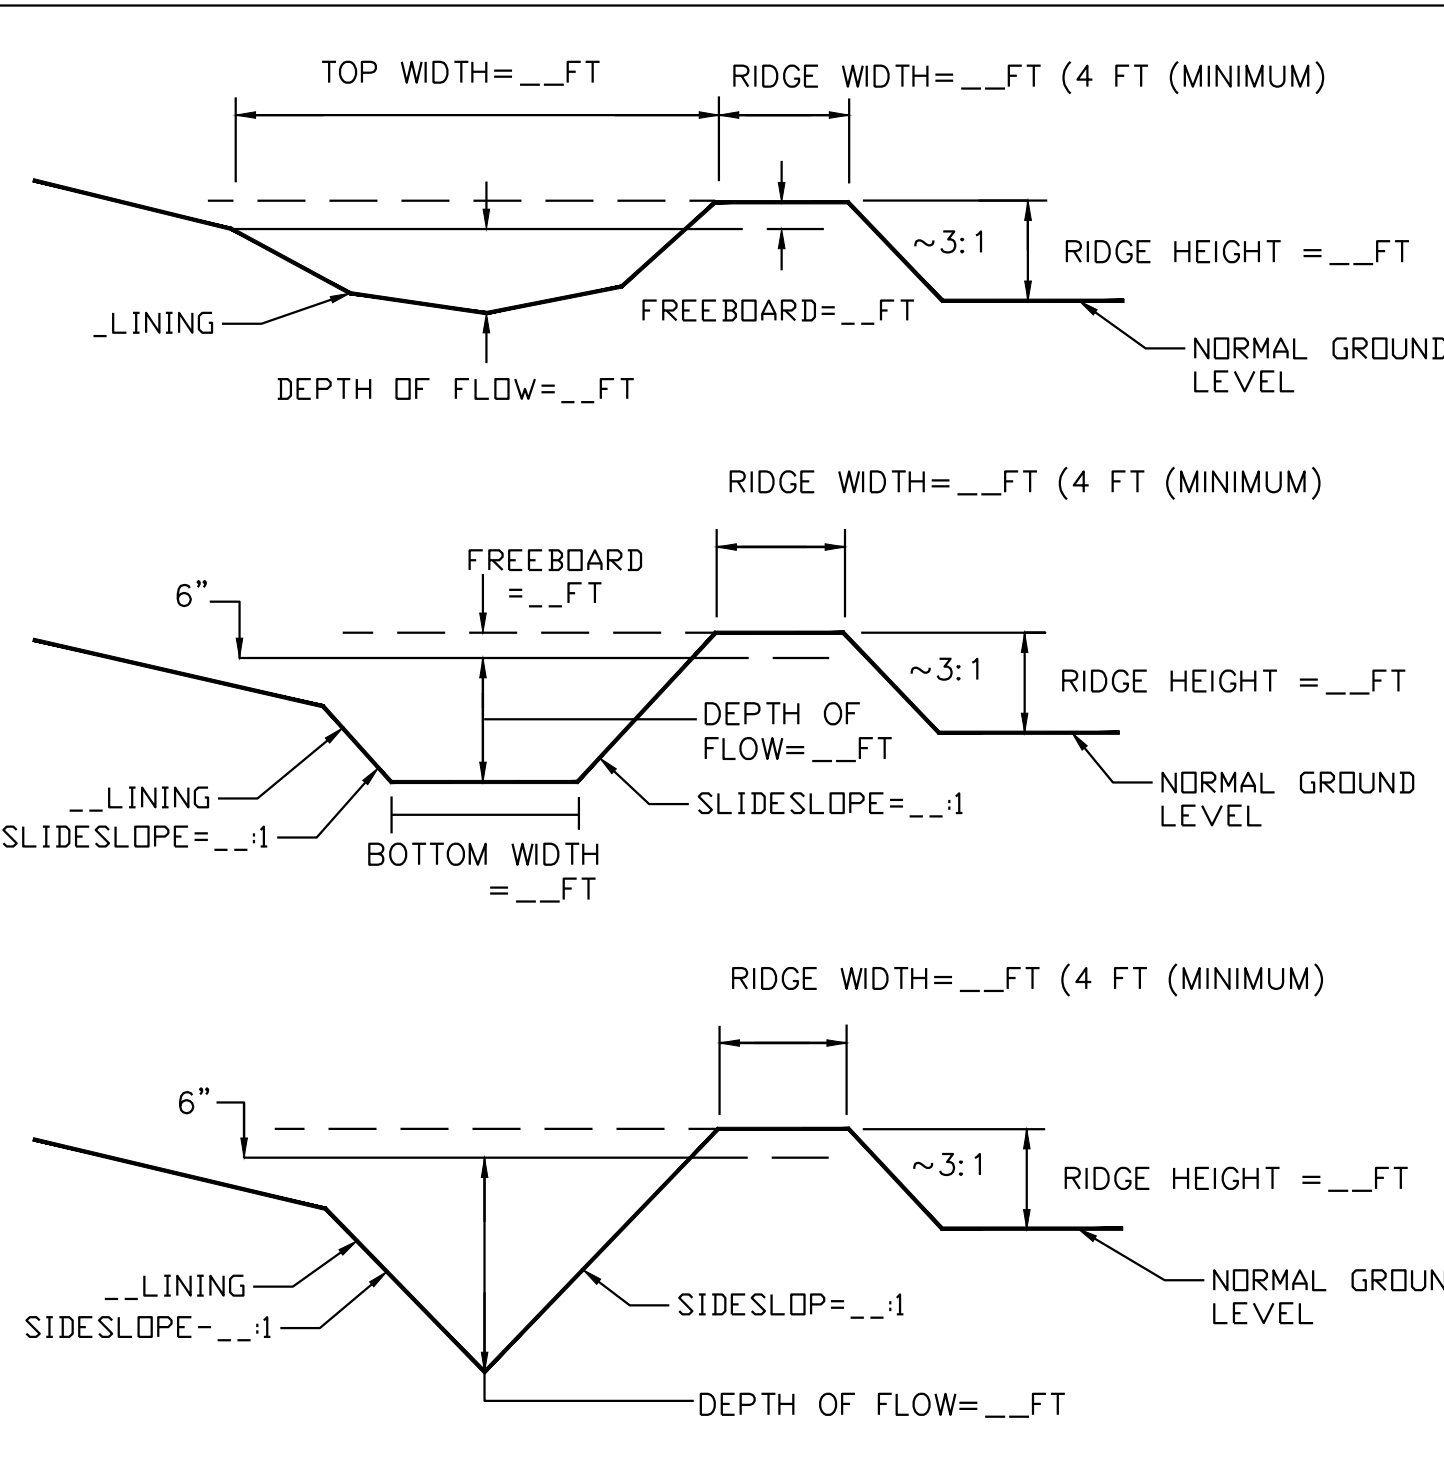 TOP WIDTH=__FT
RIDGE WIDTH=__FT (4 FT (MINIMUM)
~3:1
RIDGE HEIGHT =__FT
_LINING
FREEBOARD=__FT
NORMAL GROUND
LEVEL
DEPTH OF FLOW=__FT
RIDGE WIDTH=__FT (4 FT (MINIMUM)
FREEBOARD
=__FT
6”
~3:1
RIDGE HEIGHT =__FT
DEPTH OF
FLOW=__FT
__LINING
SLIDESLOPE=__:1
SLIDESLOPE=__:1
NORMAL GROUND
LEVEL
BOTTOM WIDTH
=__FT
RIDGE WIDTH=__FT (4 FT (MINIMUM)
6”
~3:1
RIDGE HEIGHT =__FT
__LINING
SIDESLOPE-__:1
SIDESLOP=__:1
NORMAL GROUN
LEVEL
DEPTH OF FLOW=__FT